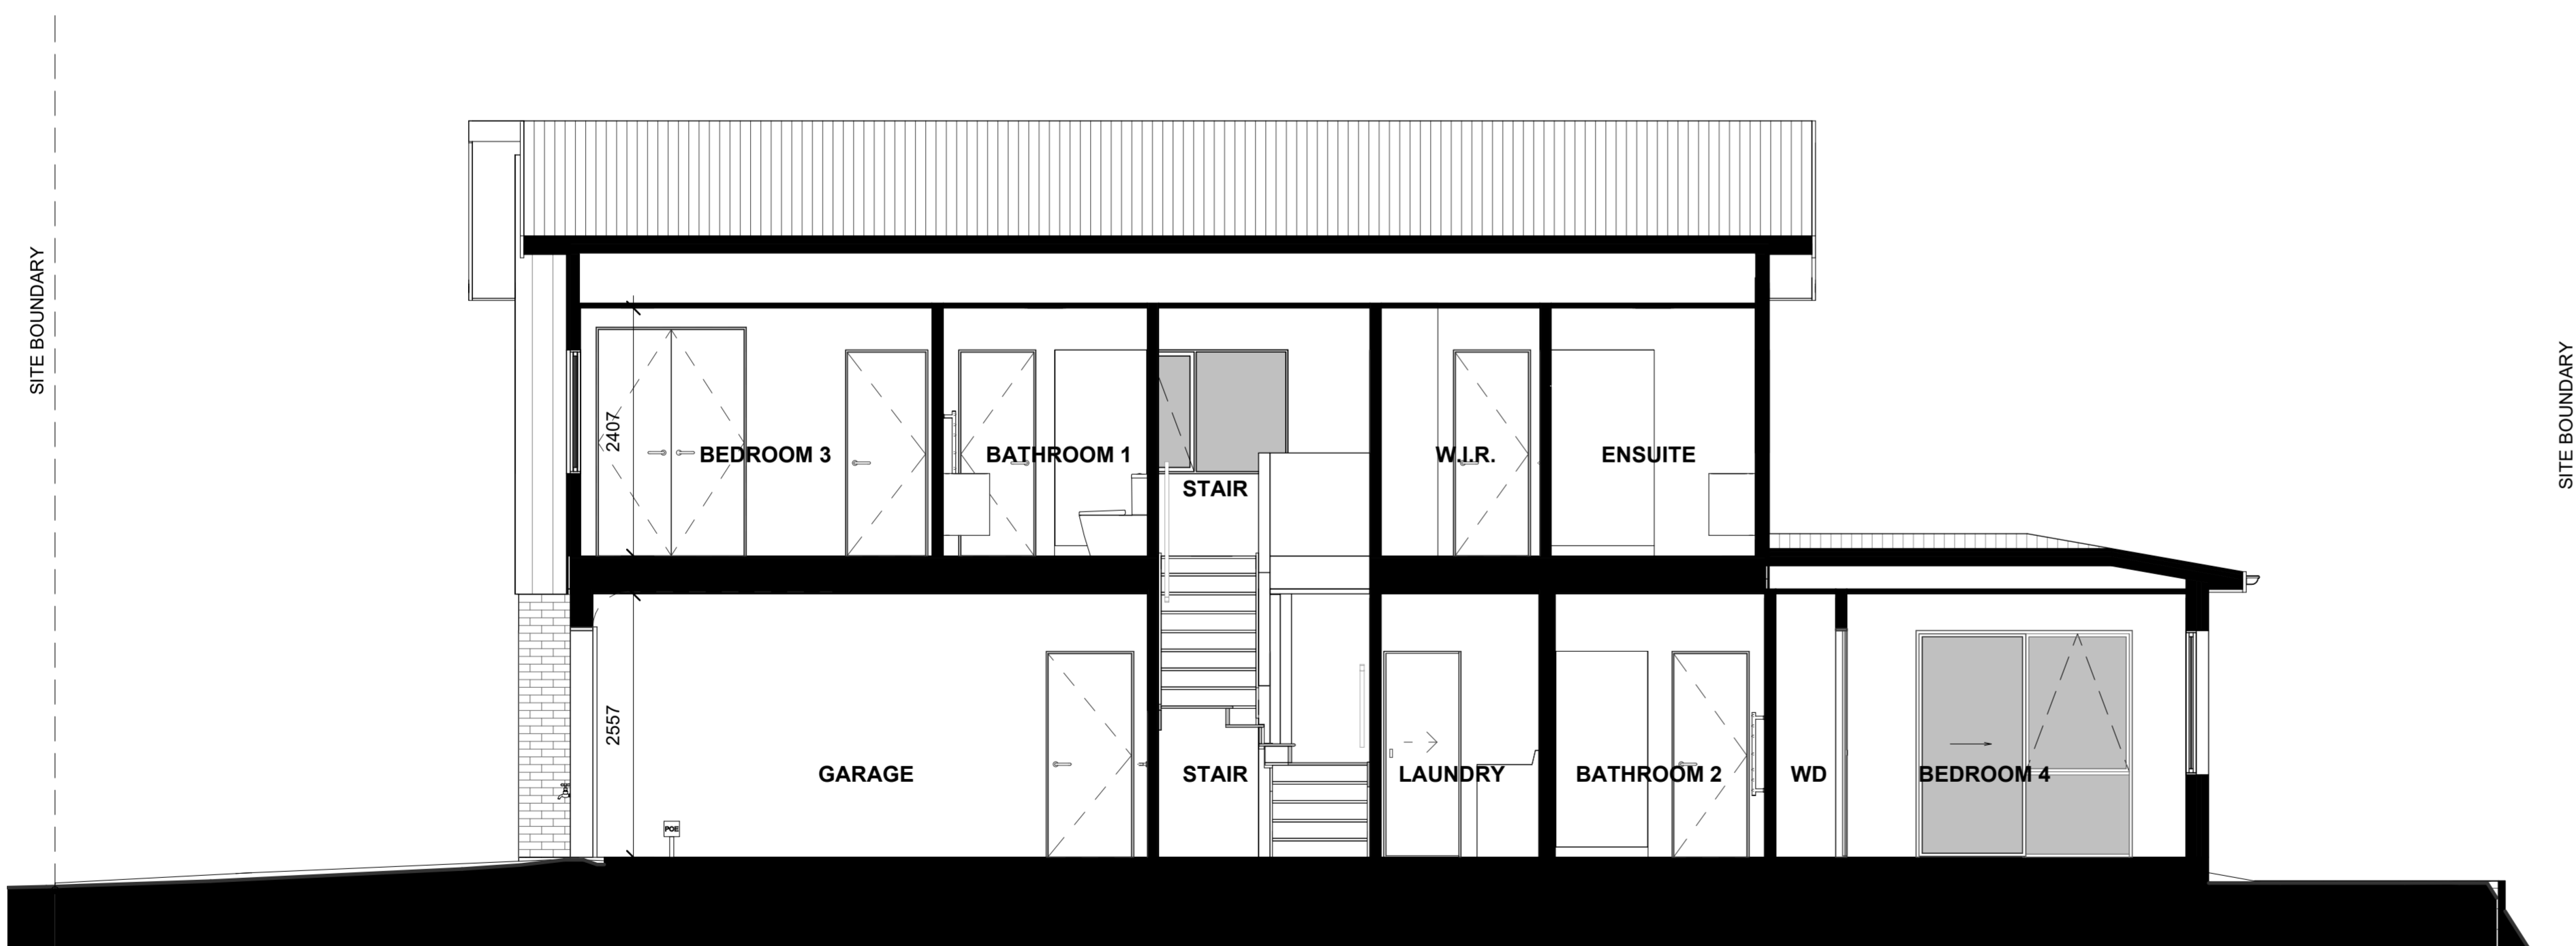 SITE BOUNDARY
SITE BOUNDARY
2407
BEDROOM 3
BATHROOM 1
STAIR
W.I.R.
ENSUITE
2557
GARAGE
STAIR
LAUNDRY
BATHROOM 2
WD
BEDROOM 4
POE